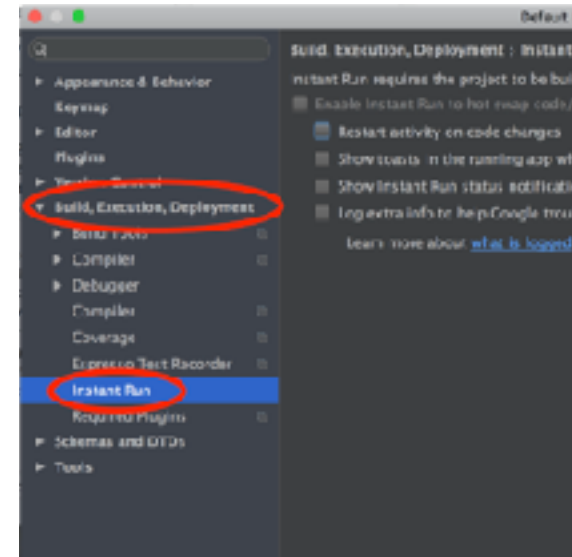 Default
Build, Execution, Deployment › Instant
Instant Run requires the project to be bui
Enable Instant Run to hot swap code/
Restart activity on code changes
Show toasts in the running app wh
Show Instant Run status notificati
Log extra info to help Google trou
Learn more about what is logged
Appearance & Behavior
Keymap
Editor
Plugins
Version Control
Build, Execution, Deployment
Build Tools
Compiler
Debugger
Compiler
Coverage
Espresso Test Recorder
Instant Run
Required Plugins
Schemas and DTDs
Tools